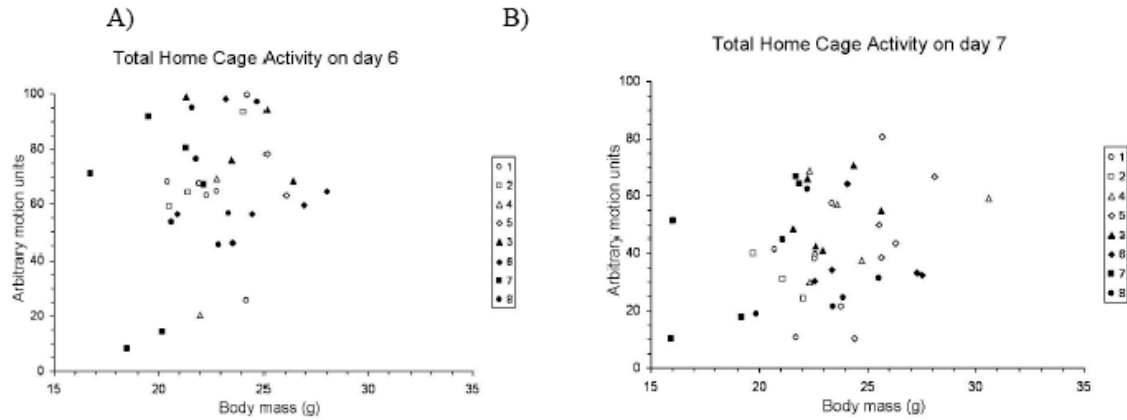 A)
Total Home Cage Activity on day 6
100
80
60
40
20
0
Arbitrary motion units
15 20 25 30 35
Body mass (g)
1
2
4
5
3
6
7
8
B)
Total Home Cage Activity on day 7
100
80
60
40
20
0
Arbitrary motion units
15 20 25 30 35
Body mass (g)
1
2
4
5
3
6
7
8